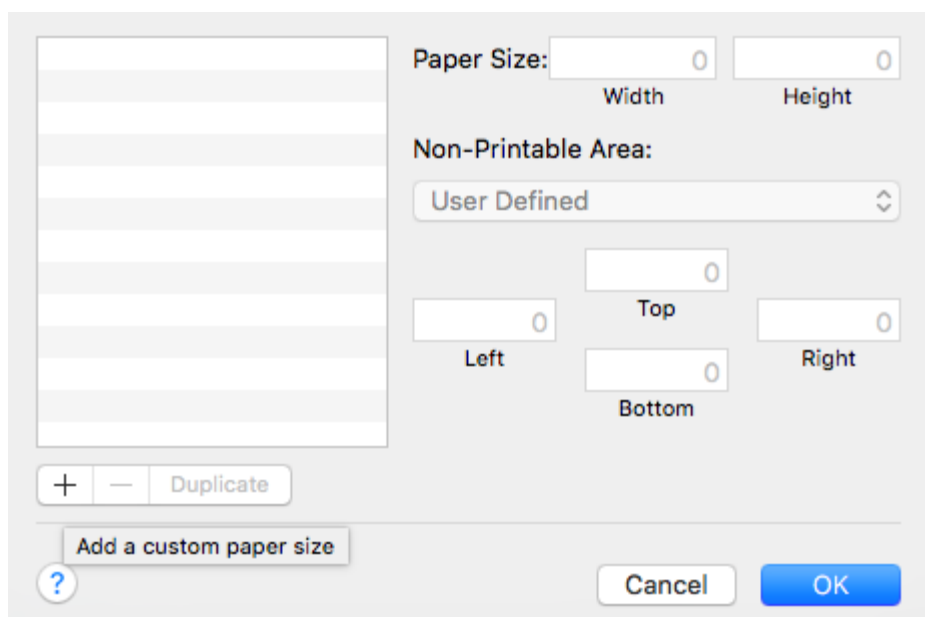 Paper Size: 0 0
Width Height
Non-Printable Area:
User Defined
0
Top
0 0
Left Right
0
Bottom
+ − Duplicate
Add a custom paper size
? Cancel OK